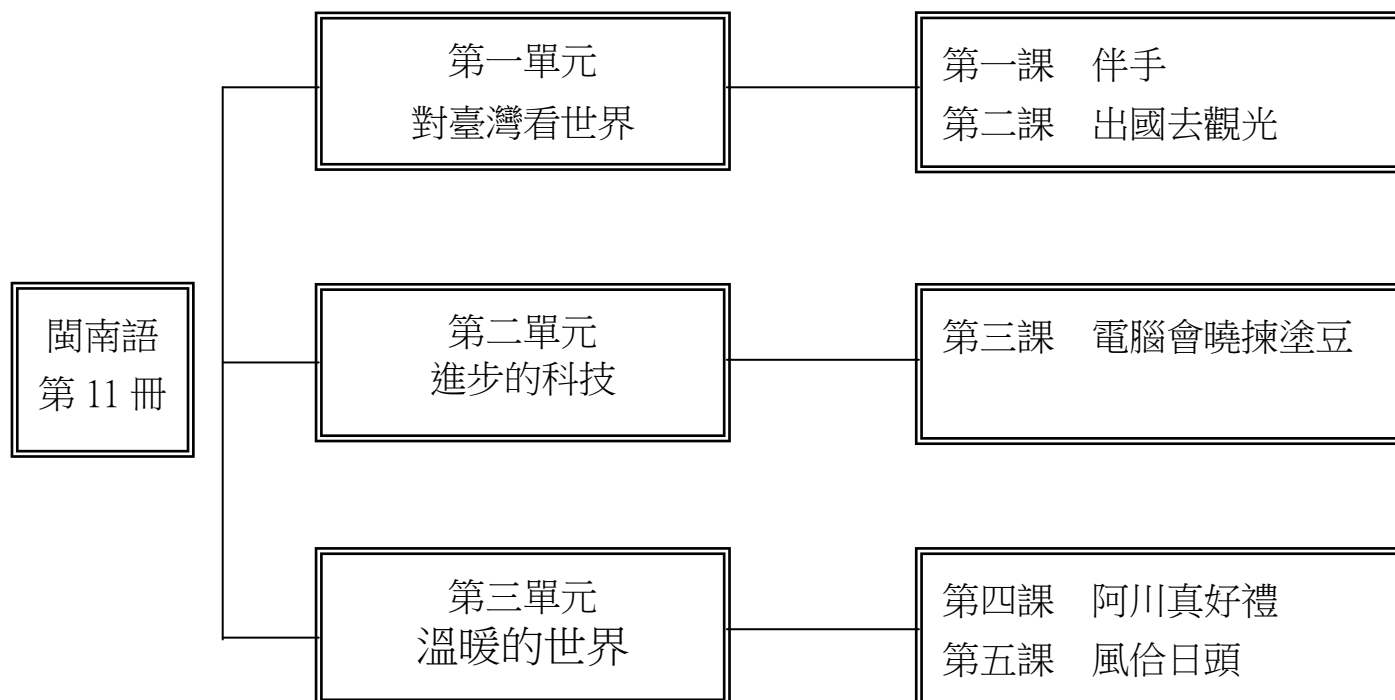 閩南語
第 11 冊
第一單元
對臺灣看世界
第一課　伴手
第二課　出國去觀光
第二單元
進步的科技
第三課　電腦會曉揀塗豆
第三單元
溫暖的世界
第四課　阿川真好禮
第五課　風佮日頭